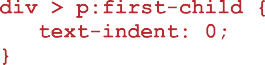 div > p:first-child {
   text-indent: 0;
}